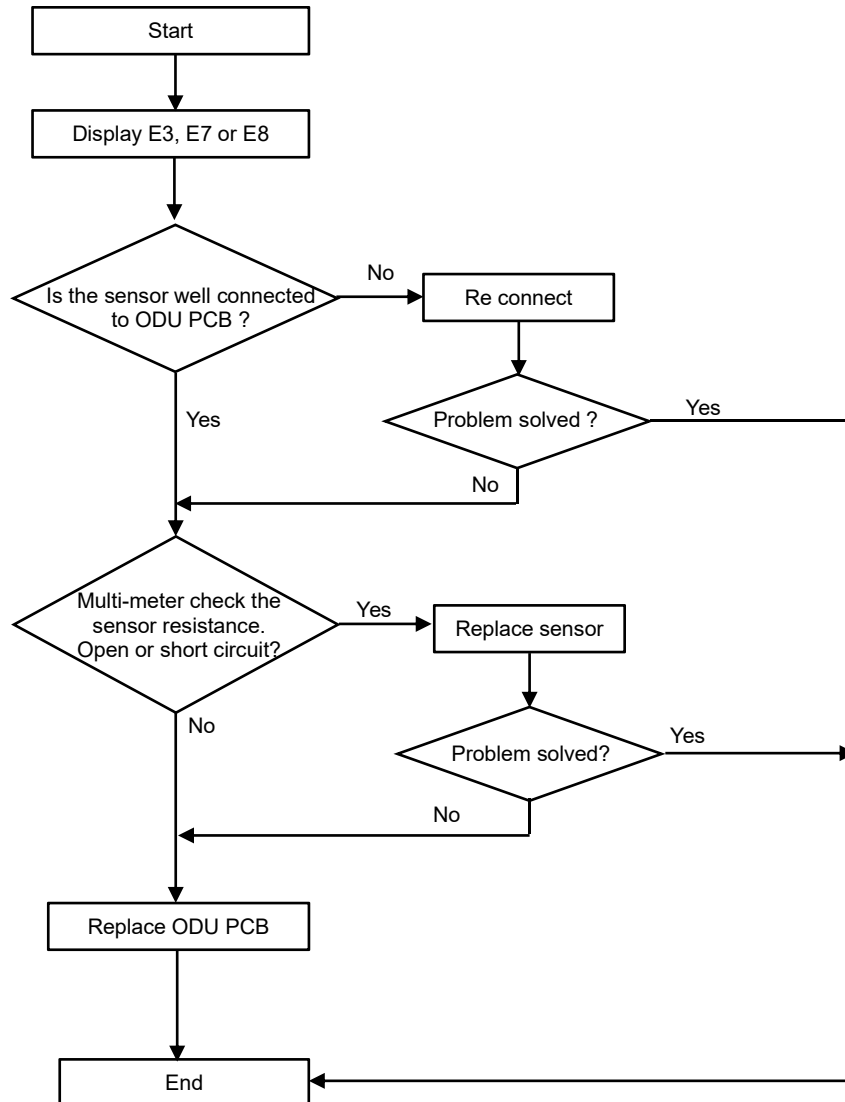 Start
Display E3, E7 or E8
No
Is the sensor well connected
to ODU PCB ?
Re connect
Yes
Problem solved ?
Yes
No
Multi-meter check the
sensor resistance.
Open or short circuit?
Yes
Replace sensor
No
Problem solved?
Yes
No
Replace ODU PCB
End